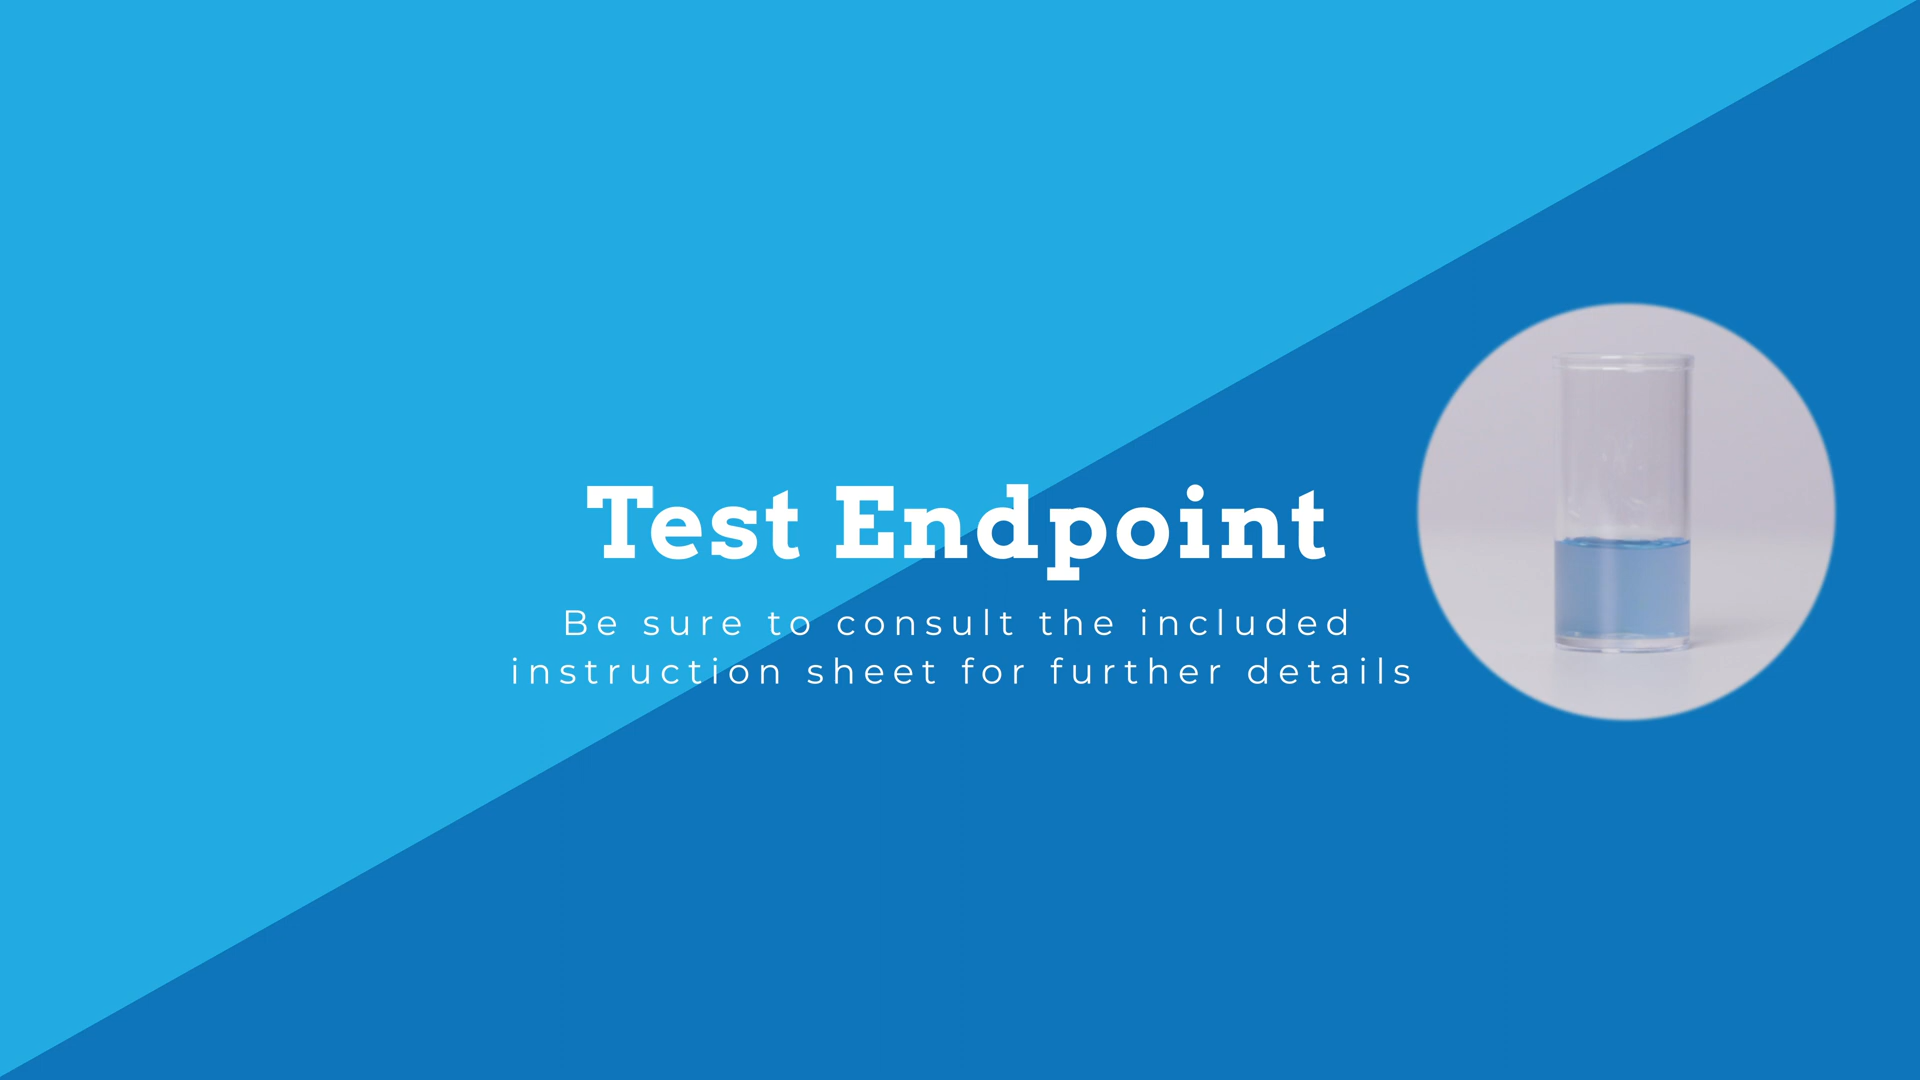 Test Endpoint
Be sure to consult the included
instruction sheet for further details